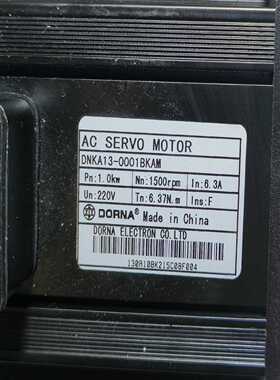 AC SERVO MOTOR
DNKA13-0001BKAM
Pn:1.0kw Nn:1500rpm In:6.3A
Un:220V Tn:6.37N.m Ins:F
DORNA® Made in China
DORNA ELECTRON CO.LTD
130A10BK215C08F004